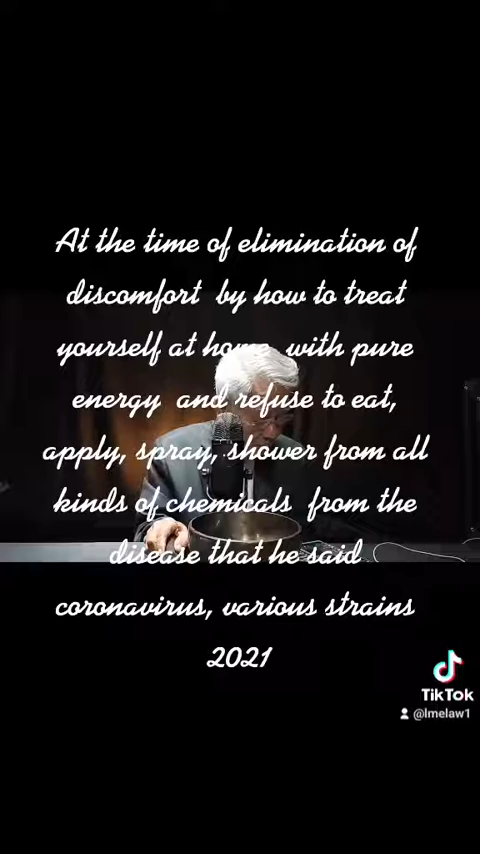 At the time of elimination of
discomfort by how to treat
yourself at home with pure
energy and refuse to eat,
apply, spray, shower from all
kinds of chemicals from the
disease that he said
coronavirus, various strains
2021
TikTok
@lmelaw1